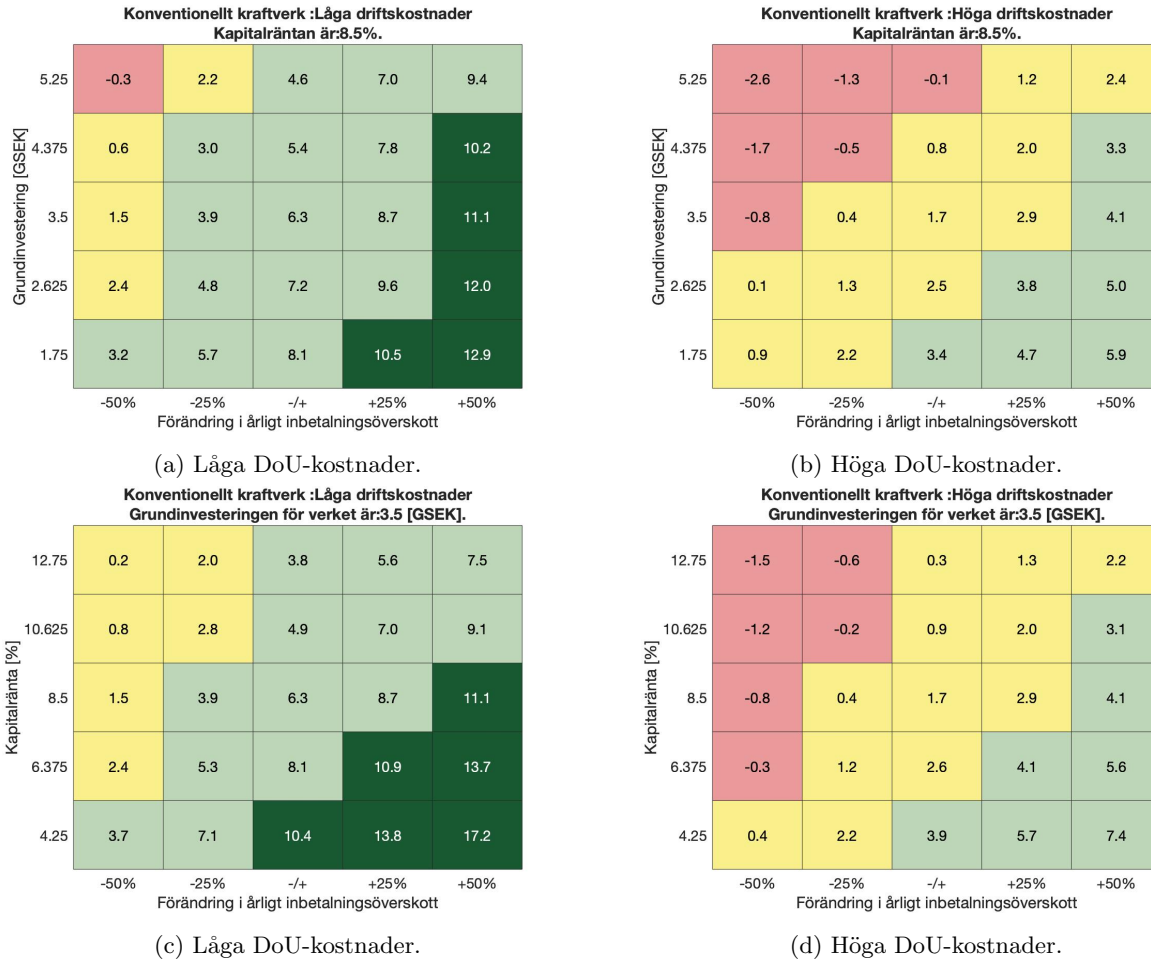 Konventionellt kraftverk :Låga driftskostnader
Kapitalräntan är:8.5%.
Grundinvestering [GSEK]
5.25 -0.3 2.2 4.6 7.0 9.4
4.375 0.6 3.0 5.4 7.8 10.2
3.5 1.5 3.9 6.3 8.7 11.1
2.625 2.4 4.8 7.2 9.6 12.0
1.75 3.2 5.7 8.1 10.5 12.9
-50% -25% -/+ +25% +50%
Förändring i årligt inbetalningsöverskott
(a) Låga DoU-kostnader.
Konventionellt kraftverk :Höga driftskostnader
Kapitalräntan är:8.5%.
Grundinvestering [GSEK]
5.25 -2.6 -1.3 -0.1 1.2 2.4
4.375 -1.7 -0.5 0.8 2.0 3.3
3.5 -0.8 0.4 1.7 2.9 4.1
2.625 0.1 1.3 2.5 3.8 5.0
1.75 0.9 2.2 3.4 4.7 5.9
-50% -25% -/+ +25% +50%
Förändring i årligt inbetalningsöverskott
(b) Höga DoU-kostnader.
Konventionellt kraftverk :Låga driftskostnader
Grundinvesteringen för verket är:3.5 [GSEK].
Kapitalränta [%]
12.75 0.2 2.0 3.8 5.6 7.5
10.625 0.8 2.8 4.9 7.0 9.1
8.5 1.5 3.9 6.3 8.7 11.1
6.375 2.4 5.3 8.1 10.9 13.7
4.25 3.7 7.1 10.4 13.8 17.2
-50% -25% -/+ +25% +50%
Förändring i årligt inbetalningsöverskott
(c) Låga DoU-kostnader.
Konventionellt kraftverk :Höga driftskostnader
Grundinvesteringen för verket är:3.5 [GSEK].
Kapitalränta [%]
12.75 -1.5 -0.6 0.3 1.3 2.2
10.625 -1.2 -0.2 0.9 2.0 3.1
8.5 -0.8 0.4 1.7 2.9 4.1
6.375 -0.3 1.2 2.6 4.1 5.6
4.25 0.4 2.2 3.9 5.7 7.4
-50% -25% -/+ +25% +50%
Förändring i årligt inbetalningsöverskott
(d) Höga DoU-kostnader.